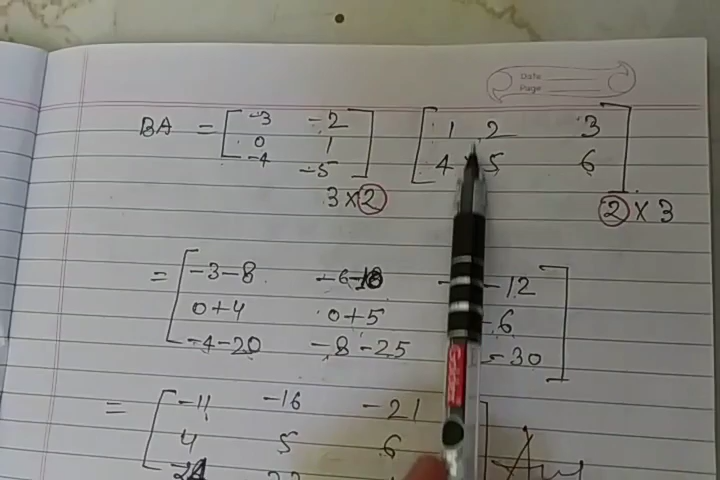 Date
Page
BA = [ -3 -2 ] [ 1 2 3 ]
0 1
-4 -5 4 5 6
3×2 2×3
= [ -3-8 -6-10 -12 ]
0+4 0+5 6
-4-20 -8-25 -30
= [ -11 -16 -21 ]
4 5 6